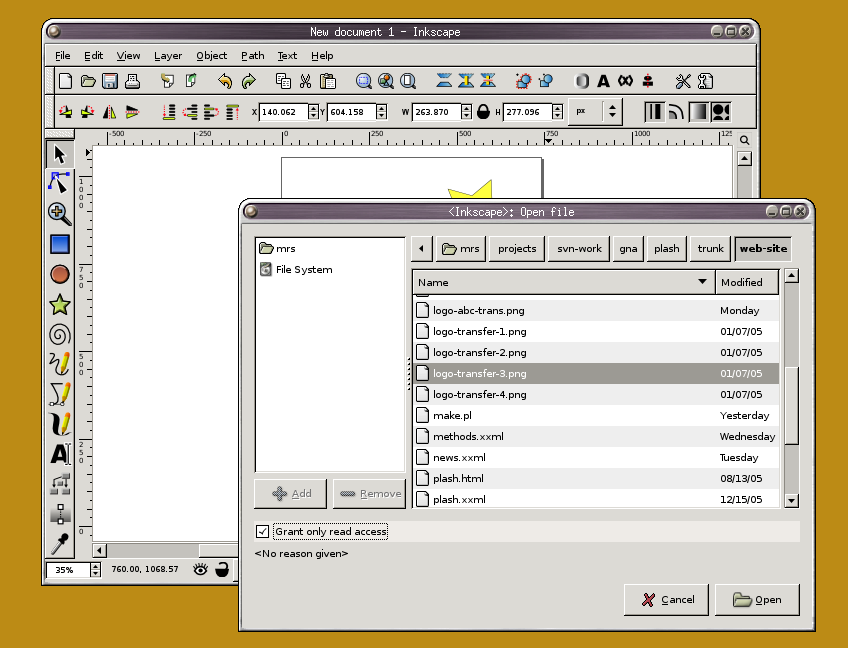 New document 1 - Inkscape
File Edit View Layer Object Path Text Help
X 140.062 Y 604.158 W 263.870 H 277.096 px
-500 -250 0 250 500 750 1000 125
1000
750
500
250
0
35% 760.00, 1068.57
<Inkscape>: Open file
mrs
File System
Add Remove
mrs projects svn-work gna plash trunk web-site
Name Modified
logo-abc-trans.png Monday
logo-transfer-1.png 01/07/05
logo-transfer-2.png 01/07/05
logo-transfer-3.png 01/07/05
logo-transfer-4.png 01/07/05
make.pl Yesterday
methods.xxml Wednesday
news.xxml Tuesday
plash.html 08/13/05
plash.xxml 12/15/05
Grant only read access
<No reason given>
Cancel Open